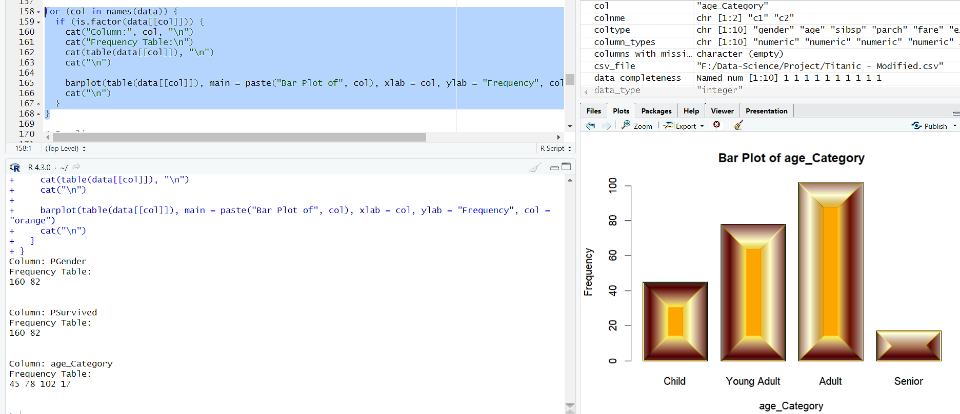 158 for (col in names(data)) {
159 if (is.factor(data[[col]])) {
160 cat("Column:", col, "\n")
161 cat("Frequency Table:\n")
162 cat(table(data[[col]]), "\n")
163 cat("\n")
164
165 barplot(table(data[[col]]), main = paste("Bar Plot of", col), xlab = col, ylab = "Frequency", col
166 cat("\n")
167 }
168 }
169
170
158:1 (Top Level) R Script
R 4.3.0 · ~/
+ cat(table(data[[col]]), "\n")
+ cat("\n")
+
+ barplot(table(data[[col]]), main = paste("Bar Plot of", col), xlab = col, ylab = "Frequency", col =
"orange")
+ cat("\n")
+ }
+ }
Column: PGender
Frequency Table:
160 82
Column: PSurvived
Frequency Table:
160 82
Column: age_Category
Frequency Table:
45 78 102 17
col "age_Category"
colnme chr [1:2] "c1" "c2"
coltype chr [1:10] "gender" "age" "sibsp" "parch" "fare"
column_types chr [1:10] "numeric" "numeric" "numeric" "numeric"
columns with missi… character (empty)
csv_file "F:/Data-Science/Project/Titanic - Modified.csv"
data completeness Named num [1:10] 1 1 1 1 1 1 1 1 1 1
data_type "integer"
Files Plots Packages Help Viewer Presentation
Zoom Export Publish
Bar Plot of age_Category
Frequency
100
80
60
40
20
0
Child Young Adult Adult Senior
age_Category